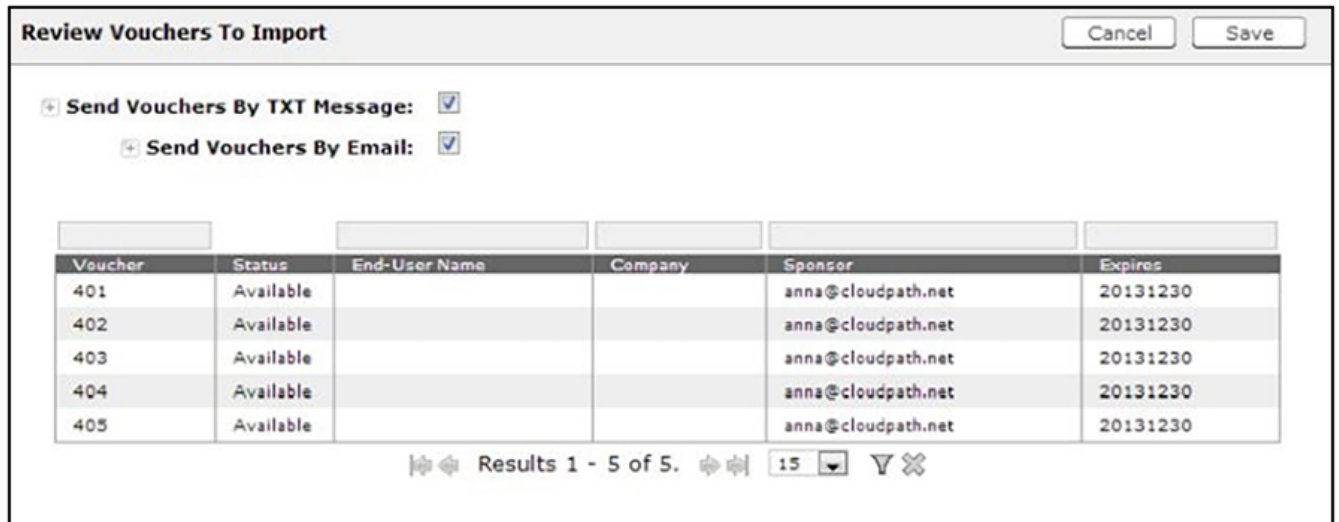 Review Vouchers To Import Cancel Save
Send Vouchers By TXT Message:
Send Vouchers By Email:
Voucher Status End-User Name Company Sponsor Expires
401 Available anna@cloudpath.net 20131230
402 Available anna@cloudpath.net 20131230
403 Available anna@cloudpath.net 20131230
404 Available anna@cloudpath.net 20131230
405 Available anna@cloudpath.net 20131230
Results 1 - 5 of 5. 15